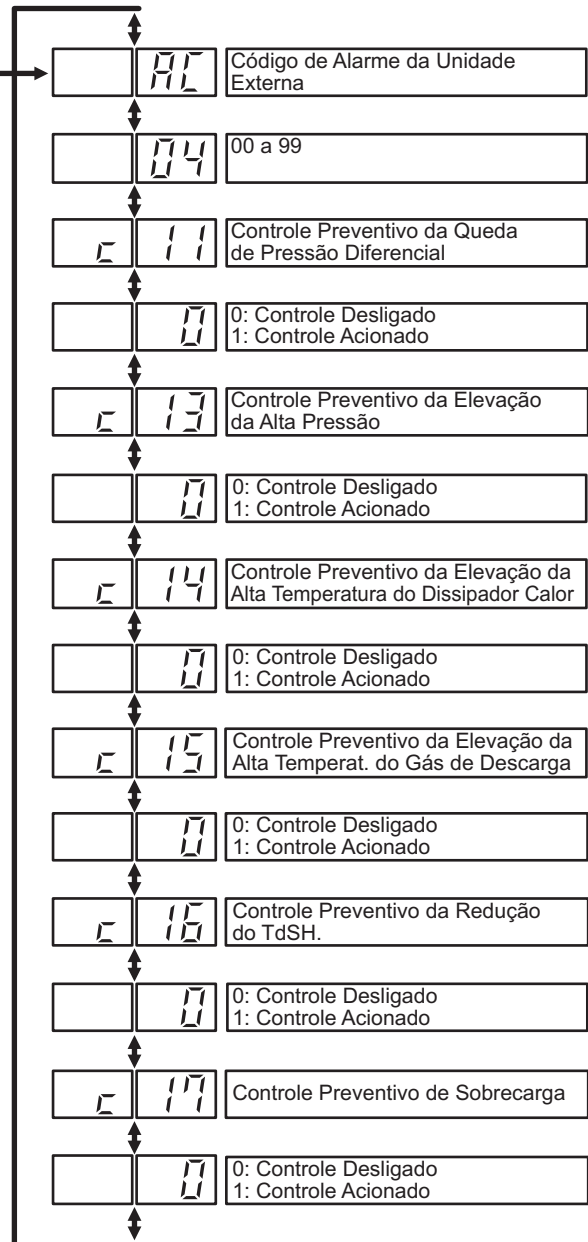 AC Código de Alarme da Unidade
Externa
04 00 a 99
c 11 Controle Preventivo da Queda
de Pressão Diferencial
0 0: Controle Desligado
1: Controle Acionado
c 13 Controle Preventivo da Elevação
da Alta Pressão
0 0: Controle Desligado
1: Controle Acionado
c 14 Controle Preventivo da Elevação da
Alta Temperatura do Dissipador Calor
0 0: Controle Desligado
1: Controle Acionado
c 15 Controle Preventivo da Elevação da
Alta Temperat. do Gás de Descarga
0 0: Controle Desligado
1: Controle Acionado
c 16 Controle Preventivo da Redução
do TdSH.
0 0: Controle Desligado
1: Controle Acionado
c 17 Controle Preventivo de Sobrecarga
0 0: Controle Desligado
1: Controle Acionado